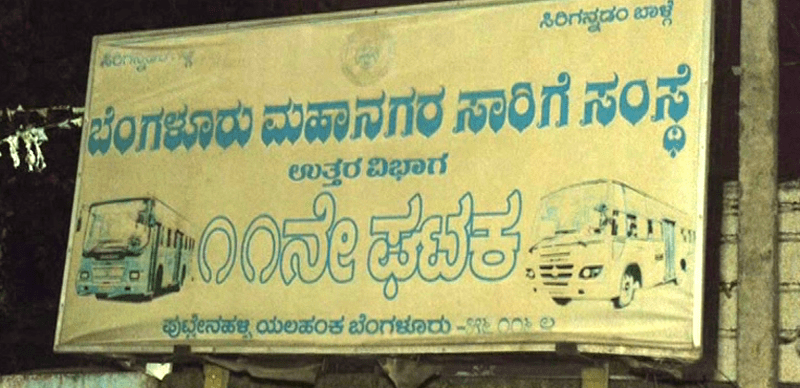 ಸಿರಿಗನ್ನಡಂ ಬಾಳ್ಗೆ
ಬೆಂಗಳೂರು ಮಹಾನಗರ ಸಾರಿಗೆ ಸಂಸ್ಥೆ
ಉತ್ತರ ವಿಭಾಗ
೧೧ನೇ ಘಟಕ
ಪುಟ್ಟೇನಹಳ್ಳಿ ಯಲಹಂಕ ಬೆಂಗಳೂರು